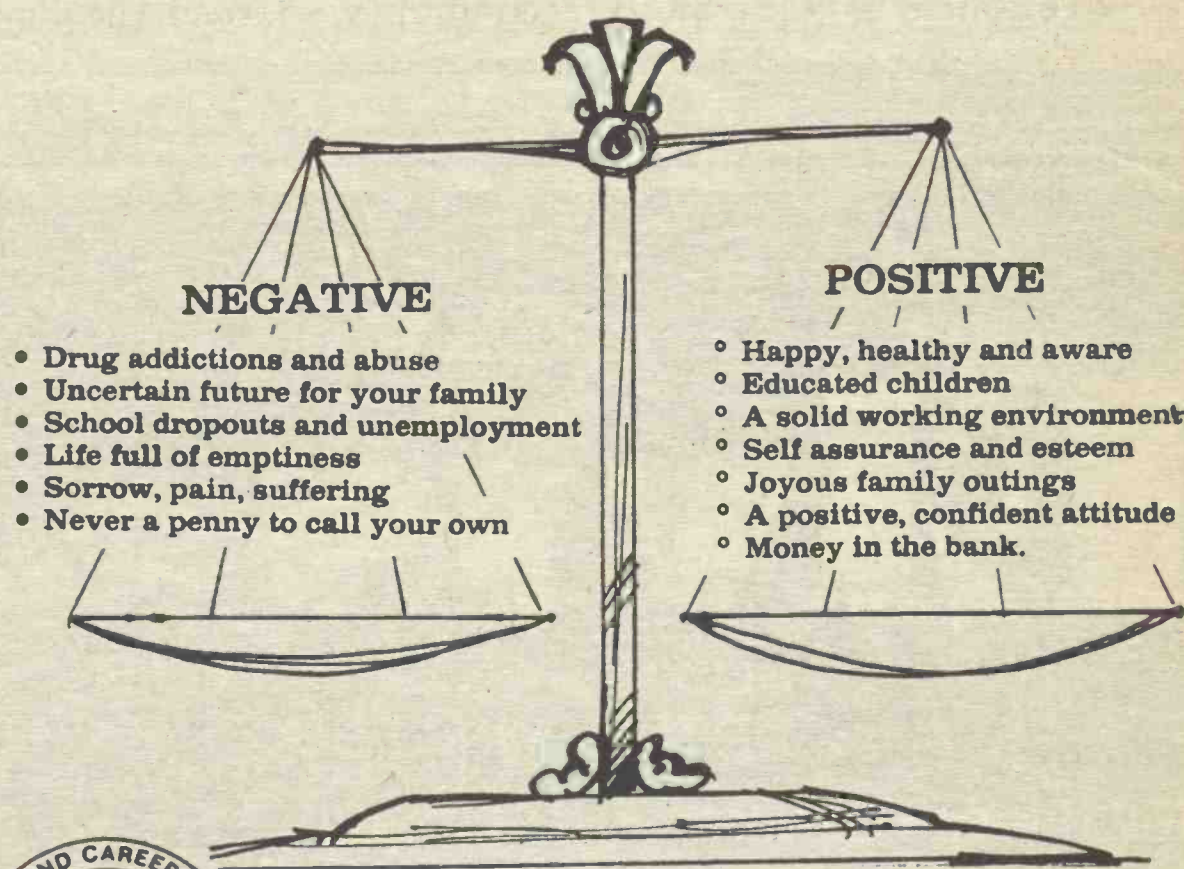 NEGATIVE
• Drug addictions and abuse
• Uncertain future for your family
• School dropouts and unemployment
• Life full of emptiness
• Sorrow, pain, suffering
• Never a penny to call your own
POSITIVE
° Happy, healthy and aware
° Educated children
° A solid working environment
° Self assurance and esteem
° Joyous family outings
° A positive, confident attitude
° Money in the bank.
CAREER